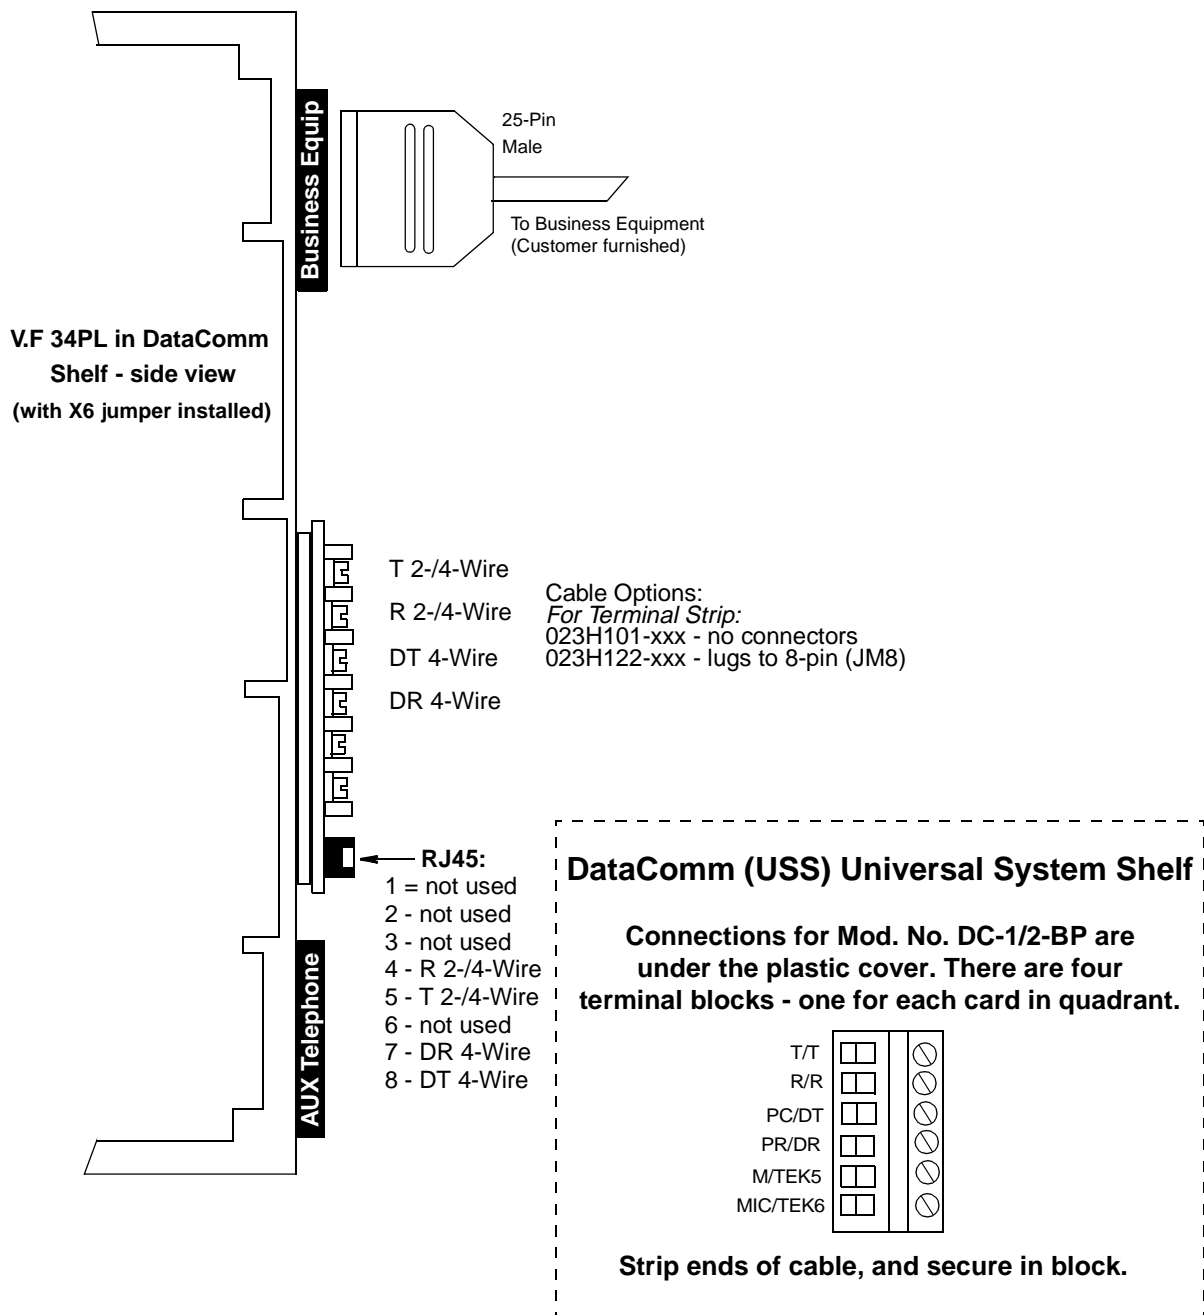 Business Equip
25-Pin
Male
To Business Equipment
(Customer furnished)
V.F 34PL in DataComm
Shelf - side view
(with X6 jumper installed)
T 2-/4-Wire
R 2-/4-Wire
DT 4-Wire
DR 4-Wire
Cable Options:
For Terminal Strip:
023H101-xxx - no connectors
023H122-xxx - lugs to 8-pin (JM8)
RJ45:
1 = not used
2 - not used
3 - not used
4 - R 2-/4-Wire
5 - T 2-/4-Wire
6 - not used
7 - DR 4-Wire
8 - DT 4-Wire
AUX Telephone
DataComm (USS) Universal System Shelf
Connections for Mod. No. DC-1/2-BP are
under the plastic cover. There are four
terminal blocks - one for each card in quadrant.
T/T
R/R
PC/DT
PR/DR
M/TEK5
MIC/TEK6
Strip ends of cable, and secure in block.